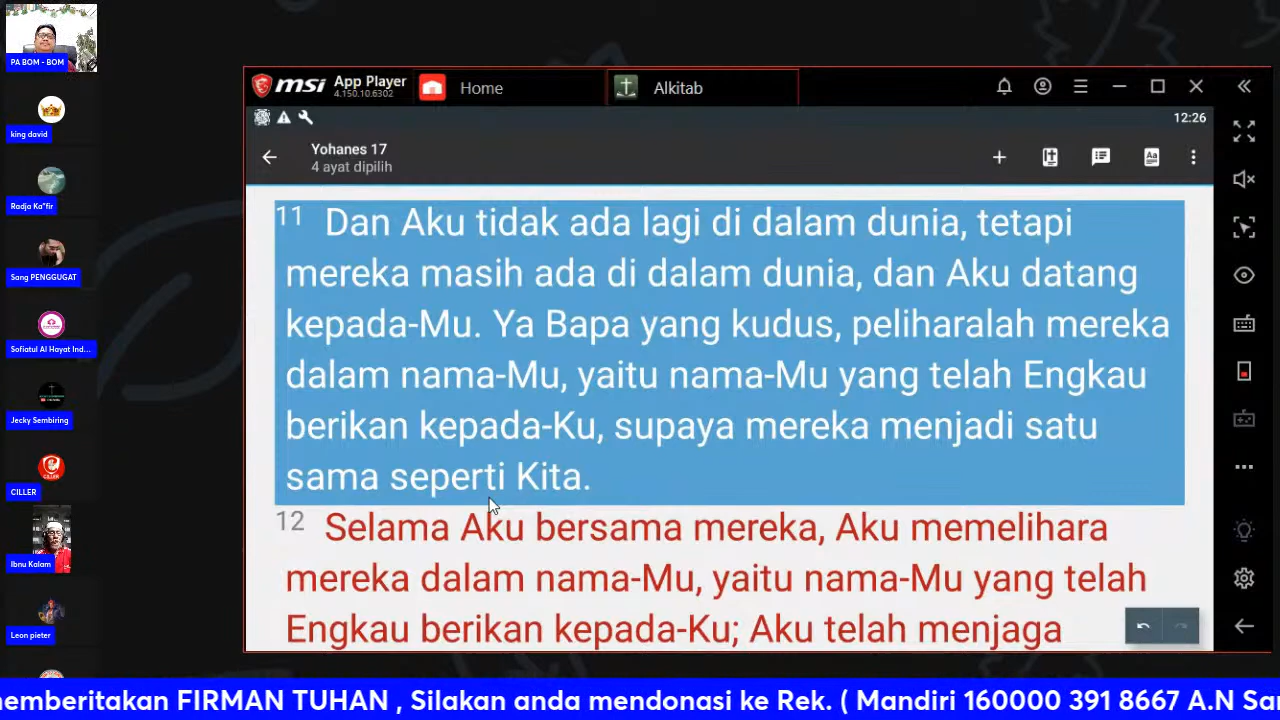 PA BOM - BOM
king david
Radja Ka"fir
Sang PENGGUGAT
Sofiatul Al Hayat Ind...
Jecky Sembiring
CILLER
Ibnu Kalam
Leon pieter
msi App Player
4.150.10.6302
Home
Alkitab
12:26
Yohanes 17
4 ayat dipilih
11 Dan Aku tidak ada lagi di dalam dunia, tetapi
mereka masih ada di dalam dunia, dan Aku datang
kepada-Mu. Ya Bapa yang kudus, peliharalah mereka
dalam nama-Mu, yaitu nama-Mu yang telah Engkau
berikan kepada-Ku, supaya mereka menjadi satu
sama seperti Kita.
12 Selama Aku bersama mereka, Aku memelihara
mereka dalam nama-Mu, yaitu nama-Mu yang telah
Engkau berikan kepada-Ku; Aku telah menjaga
memberitakan FIRMAN TUHAN , Silakan anda mendonasi ke Rek. ( Mandiri 160000 391 8667 A.N Sa